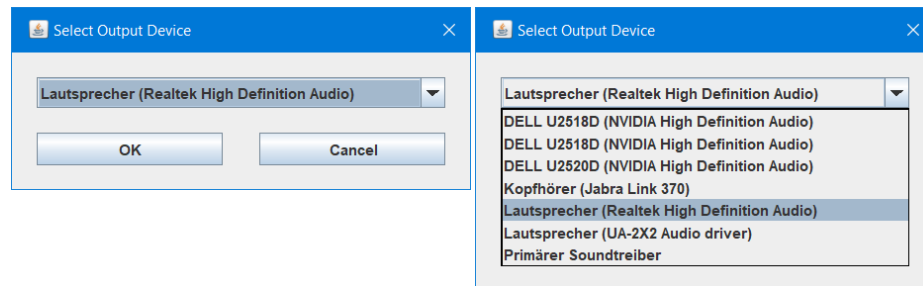 Select Output Device
Lautsprecher (Realtek High Definition Audio)
OK
Cancel
Select Output Device
Lautsprecher (Realtek High Definition Audio)
DELL U2518D (NVIDIA High Definition Audio)
DELL U2518D (NVIDIA High Definition Audio)
DELL U2520D (NVIDIA High Definition Audio)
Kopfhörer (Jabra Link 370)
Lautsprecher (Realtek High Definition Audio)
Lautsprecher (UA-2X2 Audio driver)
Primärer Soundtreiber